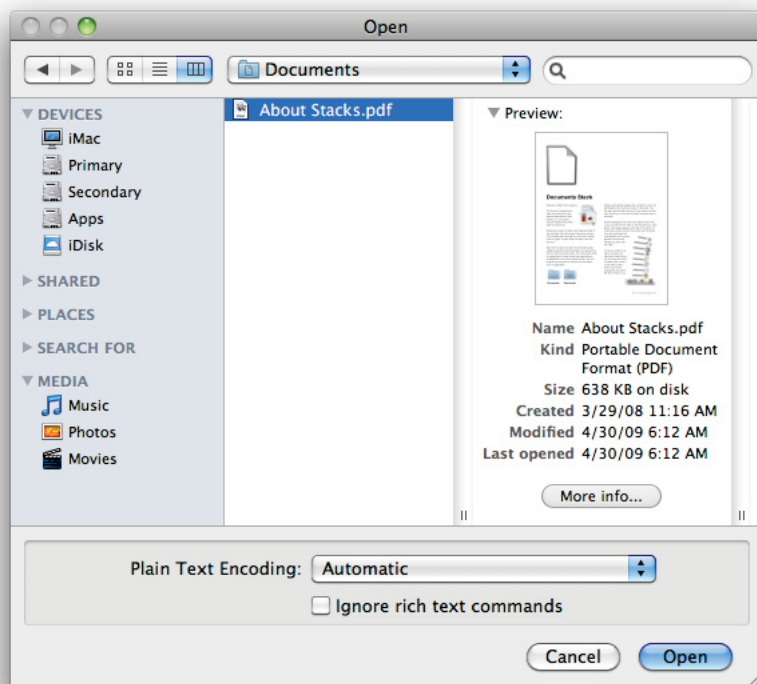 Open
Documents
DEVICES
iMac
Primary
Secondary
Apps
iDisk
SHARED
PLACES
SEARCH FOR
MEDIA
Music
Photos
Movies
About Stacks.pdf
Preview:
Documents Stack
Name About Stacks.pdf
Kind Portable Document
Format (PDF)
Size 638 KB on disk
Created 3/29/08 11:16 AM
Modified 4/30/09 6:12 AM
Last opened 4/30/09 6:12 AM
More info...
Plain Text Encoding: Automatic
Ignore rich text commands
Cancel
Open